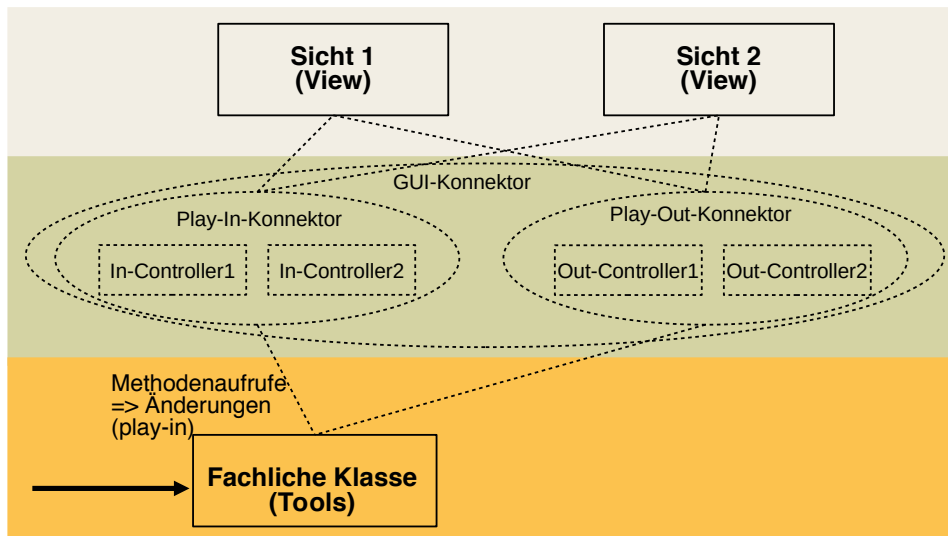 Sicht 1
(View)
Sicht 2
(View)
GUI-Konnektor
Play-In-Konnektor
Play-Out-Konnektor
In-Controller1
In-Controller2
Out-Controller1
Out-Controller2
Methodenaufrufe
=> Änderungen
(play-in)
Fachliche Klasse
(Tools)